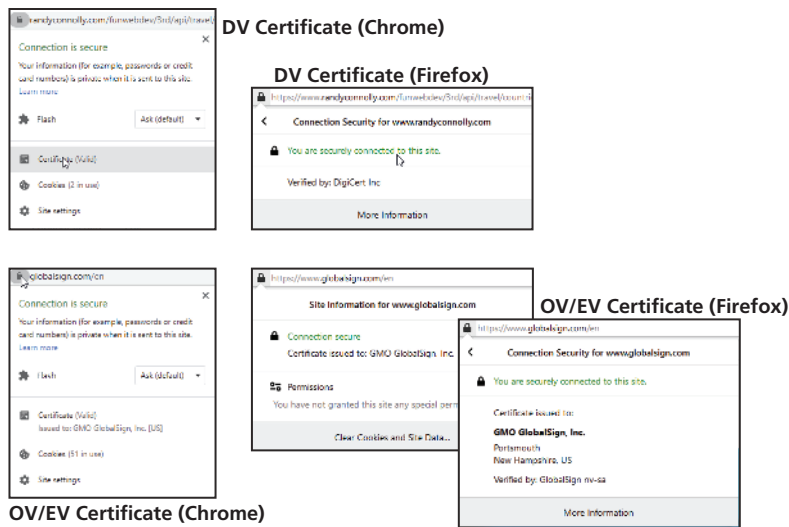 randyconnolly.com/funwebdev/3rd/api/travel/
DV Certificate (Chrome)
Connection is secure
Your information (for example, passwords or credit card numbers) is private when it is sent to this site.
Learn more
Flash
Ask (default)
Certificate (Valid)
Cookies (2 in use)
Site settings
DV Certificate (Firefox)
https://www.randyconnolly.com/funwebdev/3rd/api/travel/countri
Connection Security for www.randyconnolly.com
You are securely connected to this site.
Verified by: DigiCert Inc
More Information
globalsign.com/en
Connection is secure
Your information (for example, passwords or credit card numbers) is private when it is sent to this site.
Learn more
Flash
Ask (default)
Certificate (Valid)
Issued to: GMO GlobalSign, Inc. [US]
Cookies (51 in use)
Site settings
OV/EV Certificate (Chrome)
https://www.globalsign.com/en
Site Information for www.globalsign.com
Connection secure
Certificate issued to: GMO GlobalSign, Inc.
Permissions
You have not granted this site any special perm
Clear Cookies and Site Data...
OV/EV Certificate (Firefox)
https://www.globalsign.com/en
Connection Security for www.globalsign.com
You are securely connected to this site.
Certificate issued to:
GMO GlobalSign, Inc.
Portsmouth
New Hampshire, US
Verified by: GlobalSign nv-sa
More Information